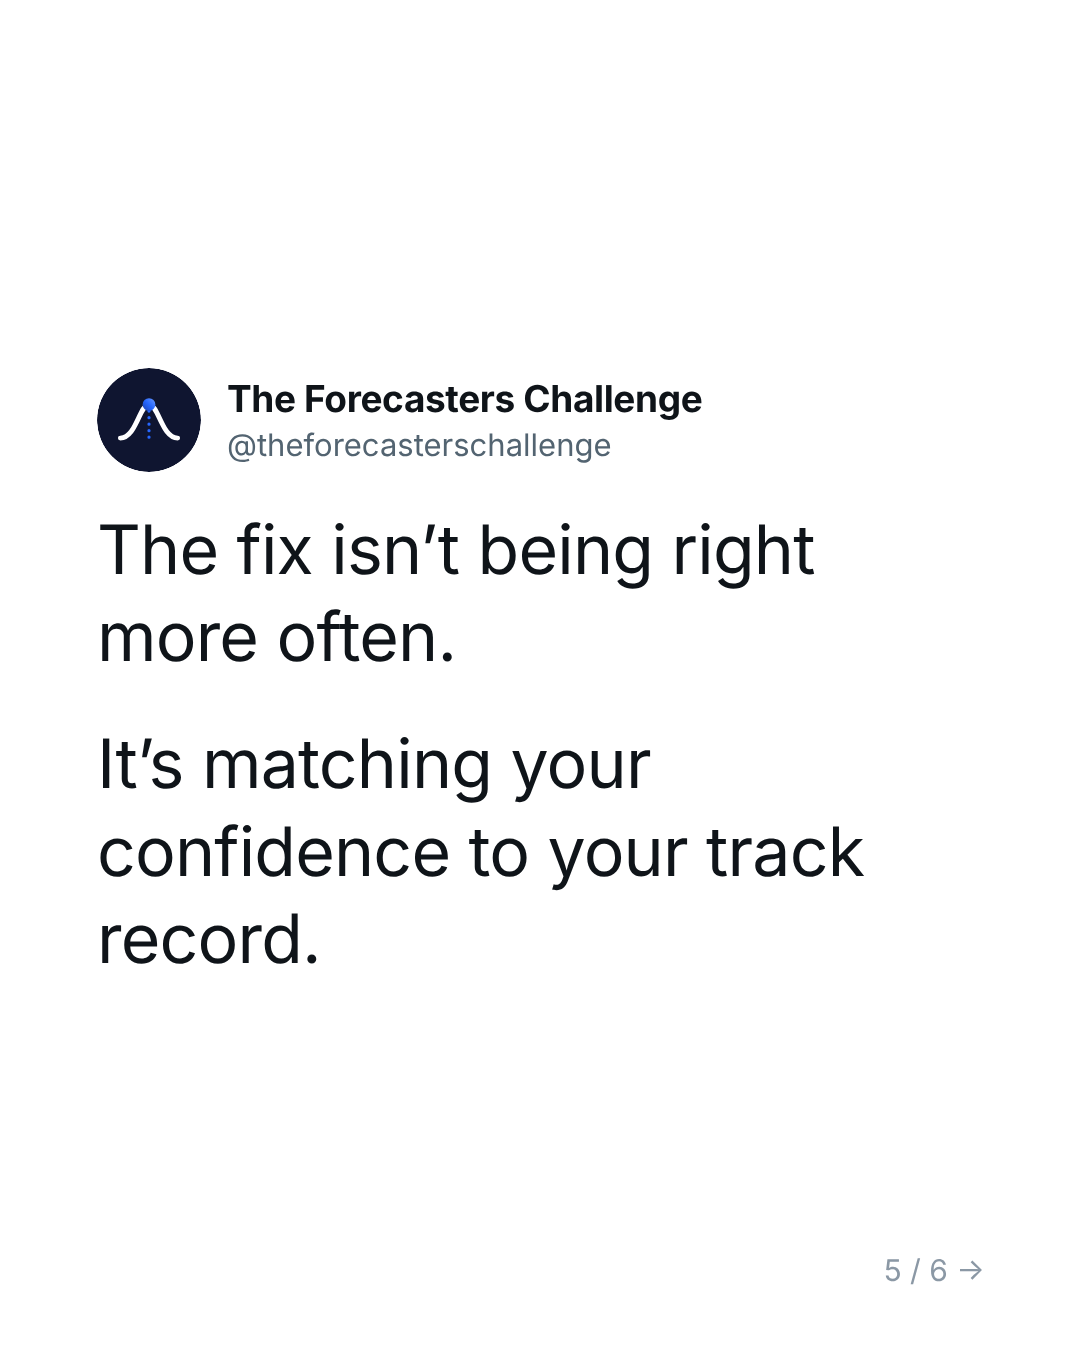 The Forecasters Challenge
@theforecasterschallenge
The fix isn’t being right
more often.
It’s matching your
confidence to your track
record.
5 / 6 →